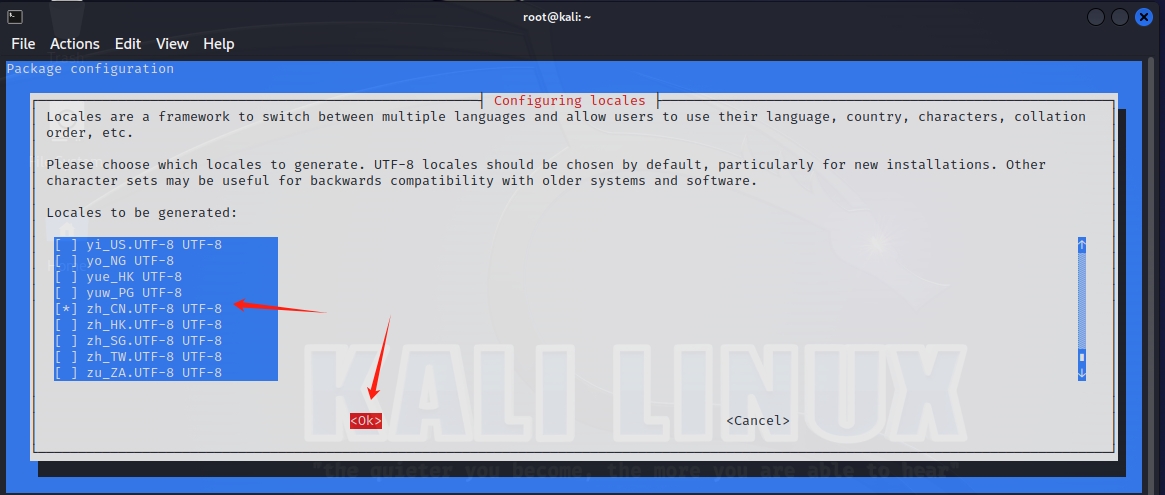 root@kali: ~
File Actions Edit View Help
Package configuration
Configuring locales
Locales are a framework to switch between multiple languages and allow users to use their language, country, characters, collation
order, etc.
Please choose which locales to generate. UTF-8 locales should be chosen by default, particularly for new installations. Other
character sets may be useful for backwards compatibility with older systems and software.
Locales to be generated:
[ ] yi_US.UTF-8 UTF-8
[ ] yo_NG UTF-8
[ ] yue_HK UTF-8
[ ] yuw_PG UTF-8
[*] zh_CN.UTF-8 UTF-8
[ ] zh_HK.UTF-8 UTF-8
[ ] zh_SG.UTF-8 UTF-8
[ ] zh_TW.UTF-8 UTF-8
[ ] zu_ZA.UTF-8 UTF-8
KALI LINUX
<Ok> <Cancel>
"the quieter you become, the more you are able to hear"